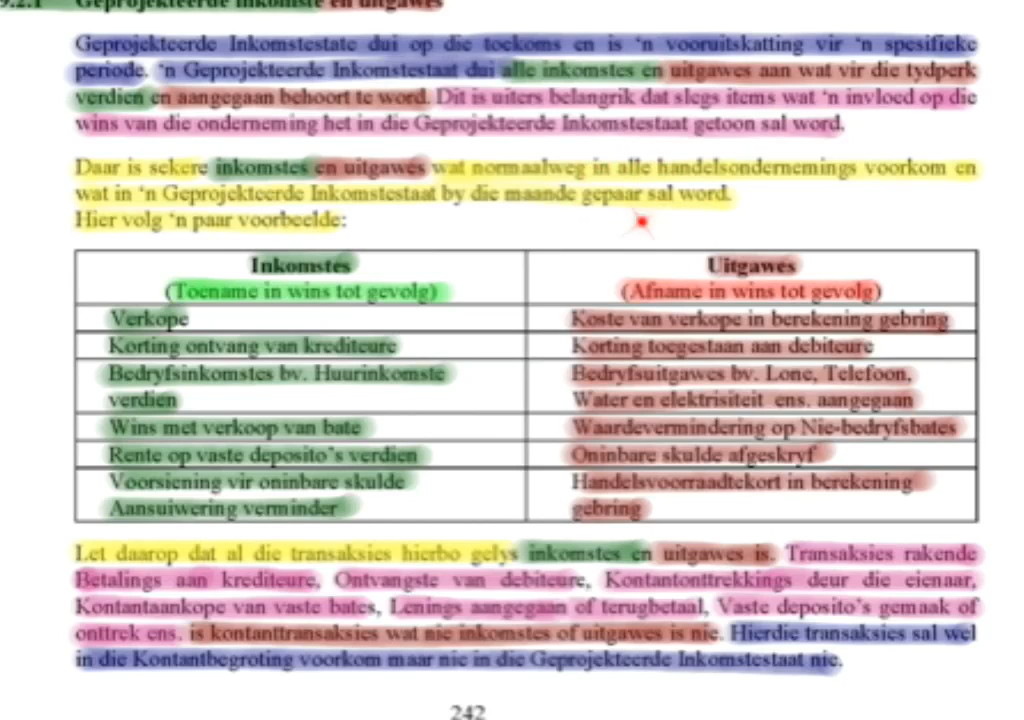 9.2.1 Geprojekteerde Inkomste en uitgawes
Geprojekteerde Inkomstestate dui op die toekoms en is ‘n vooruitskatting vir ‘n spesifieke
periode. ‘n Geprojekteerde Inkomstestaat dui alle inkomstes en uitgawes aan wat vir die tydperk
verdien en aangegaan behoort te word. Dit is uiters belangrik dat slegs items wat ‘n invloed op die
wins van die onderneming het in die Geprojekteerde Inkomstestaat getoon sal word.
Daar is sekere inkomstes en uitgawes wat normaalweg in alle handelsondernemings voorkom en
wat in ‘n Geprojekteerde Inkomstestaat by die maande gepaar sal word.
Hier volg ‘n paar voorbeelde:
Inkomstes
(Toename in wins tot gevolg)
Uitgawes
(Afname in wins tot gevolg)
Verkope
Koste van verkope in berekening gebring
Korting ontvang van krediteure
Korting toegestaan aan debiteure
Bedryfsinkomstes bv. Huurinkomste
verdien
Bedryfsuitgawes bv. Lone, Telefoon,
Water en elektrisiteit ens. aangegaan
Wins met verkoop van bate
Waardevermindering op Nie-bedryfsbates
Rente op vaste deposito’s verdien
Oninbare skulde afgeskryf
Voorsiening vir oninbare skulde
Aansuiwering verminder
Handelsvoorraadtekort in berekening
gebring
Let daarop dat al die transaksies hierbo gelys inkomstes en uitgawes is. Transaksies rakende
Betalings aan krediteure, Ontvangste van debiteure, Kontantonttrekkings deur die eienaar,
Kontantaankope van vaste bates, Lenings aangegaan of terugbetaal, Vaste deposito’s gemaak of
onttrek ens. is kontanttransaksies wat nie inkomstes of uitgawes is nie. Hierdie transaksies sal wel
in die Kontantbegroting voorkom maar nie in die Geprojekteerde Inkomstestaat nie.
242